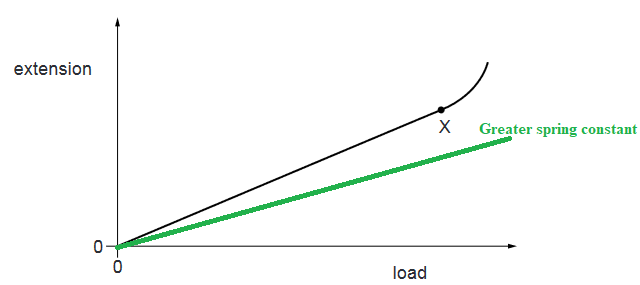 extension
X
Greater spring constant
0
0
load